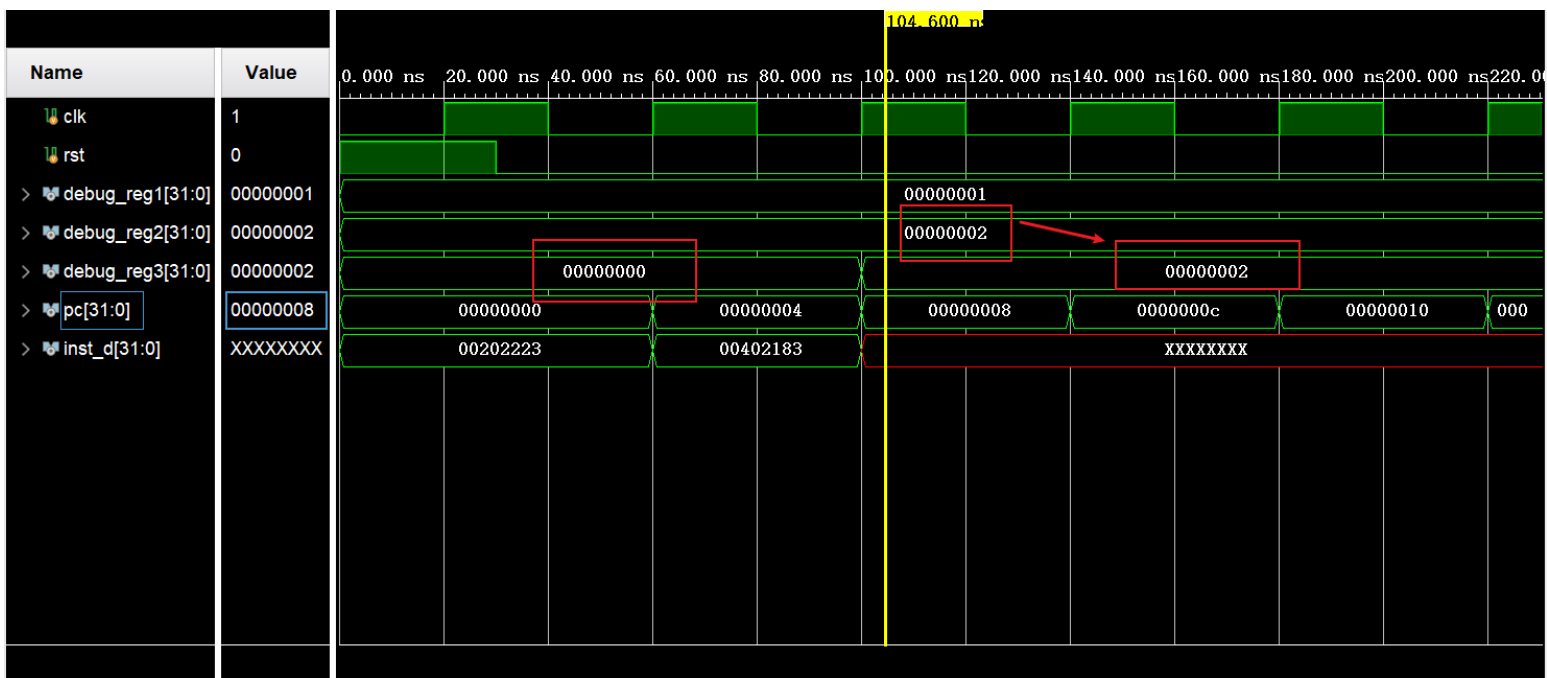 104.600 ns
Name Value
0.000 ns 20.000 ns 40.000 ns 60.000 ns 80.000 ns 100.000 ns 120.000 ns 140.000 ns 160.000 ns 180.000 ns 200.000 ns 220.0
clk 1
rst 0
> debug_reg1[31:0] 00000001 00000001
> debug_reg2[31:0] 00000002 00000002
> debug_reg3[31:0] 00000002 00000000 00000002
> pc[31:0] 00000008 00000000 00000004 00000008 0000000c 00000010 000
> inst_d[31:0] XXXXXXXX 00202223 00402183 XXXXXXXX